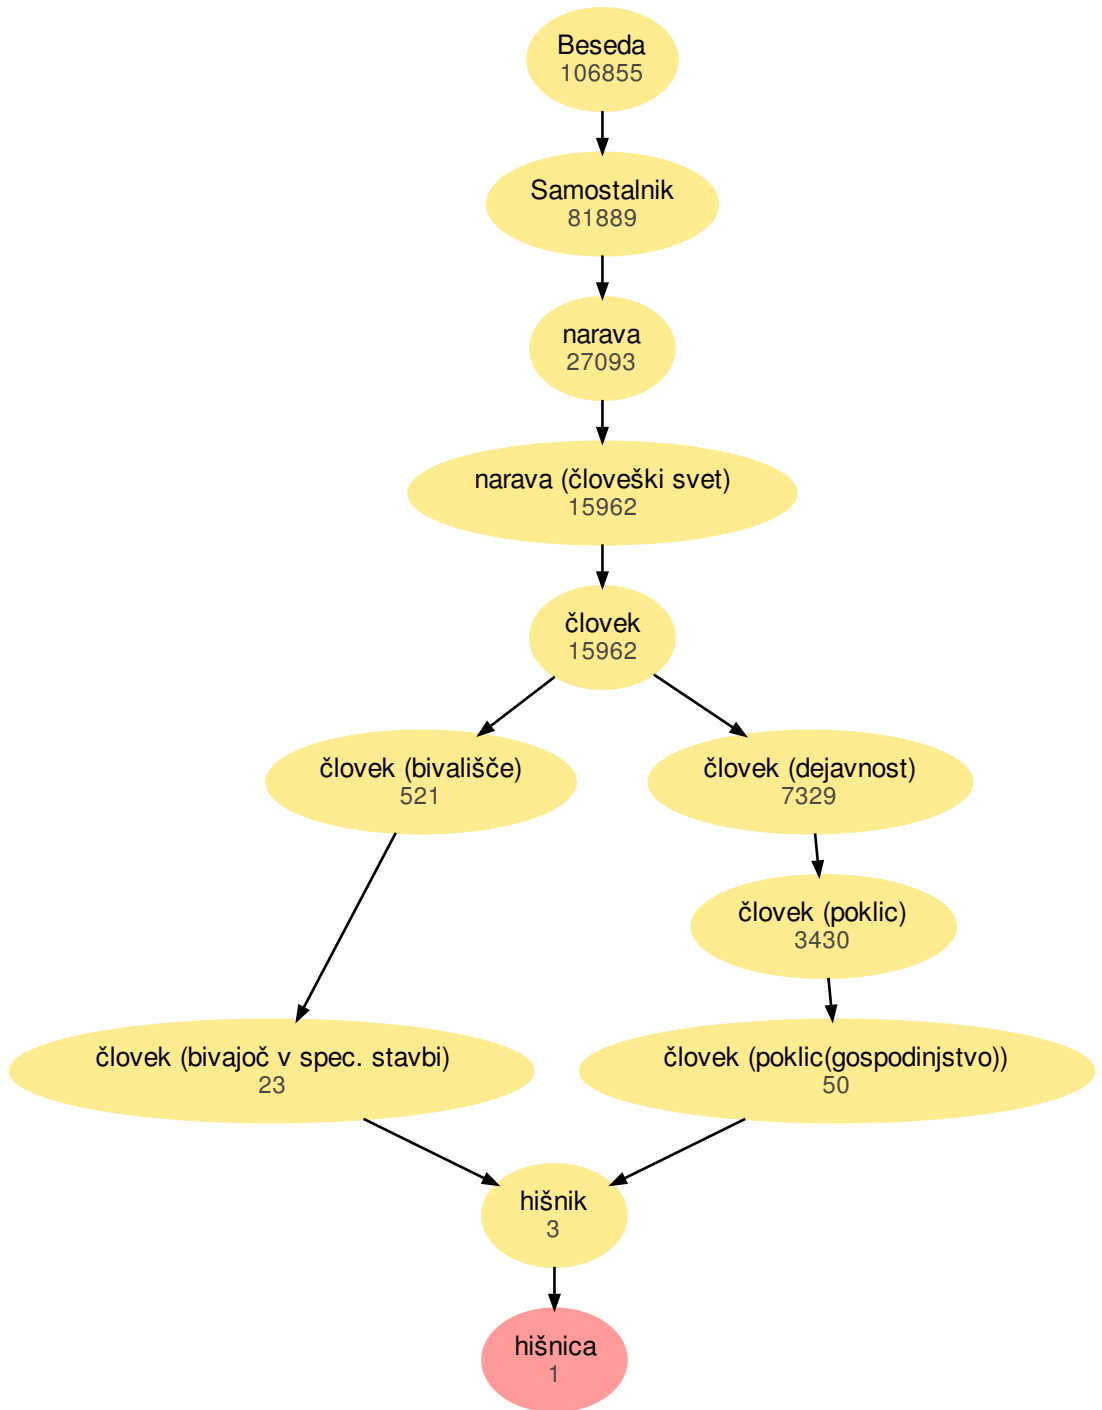 Beseda
106855
Samostalnik
81889
narava
27093
narava (človeški svet)
15962
človek
15962
človek (bivališče)
521
človek (dejavnost)
7329
človek (poklic)
3430
človek (bivajoč v spec. stavbi)
23
človek (poklic(gospodinjstvo))
50
hišnik
3
hišnica
1